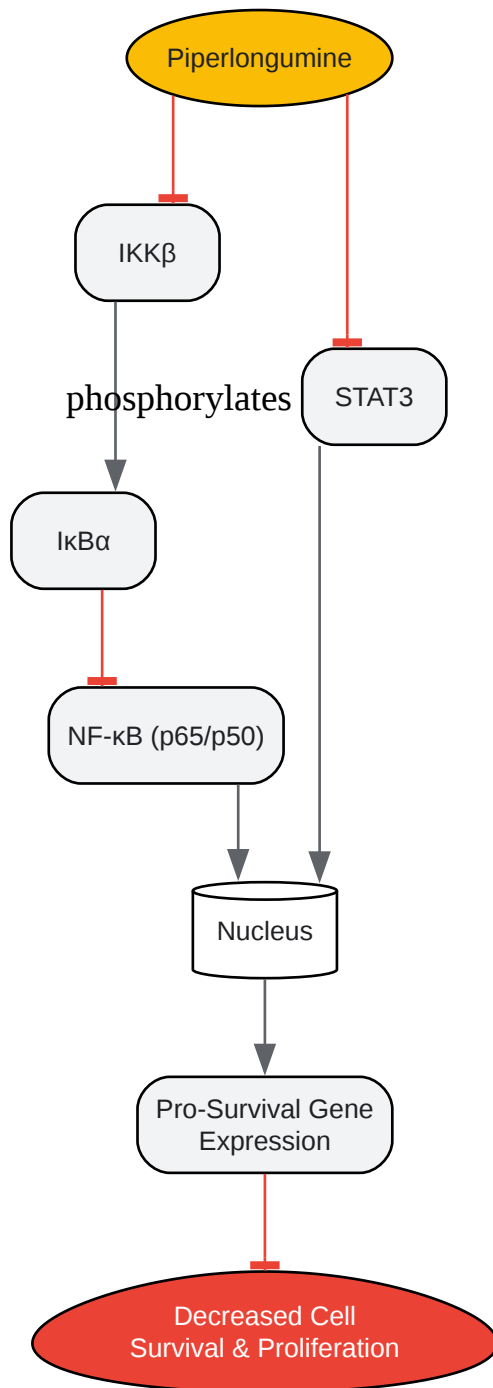 Piperlongumine
IKKβ
phosphorylates
STAT3
IκBα
NF-κB (p65/p50)
Nucleus
Pro-Survival Gene
Expression
Decreased Cell
Survival & Proliferation